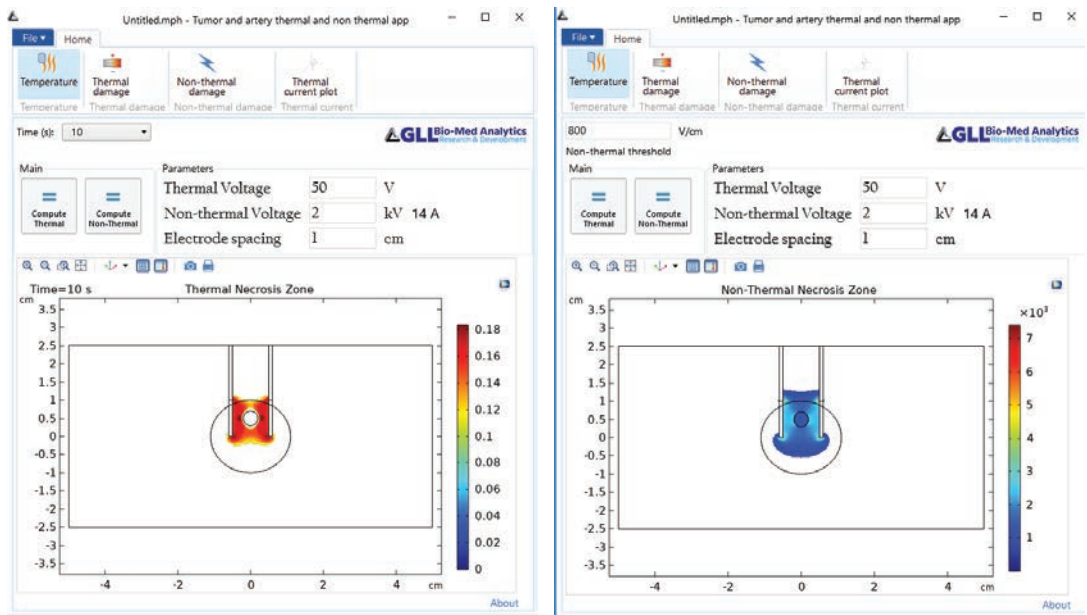 Untitled.mph - Tumor and artery thermal and non thermal app
File Home
Temperature Thermal damage Non-thermal damage Thermal current plot
Temperature Thermal damage Non-thermal damage Thermal current
Time (s): 10
AGLL Bio-Med Analytics
Research & Development
Main Parameters
Compute Thermal Compute Non-Thermal
Thermal Voltage 50 V
Non-thermal Voltage 2 kV 14 A
Electrode spacing 1 cm
Time=10 s Thermal Necrosis Zone
cm
3.5
3
2.5
2
1.5
1
0.5
0
-0.5
-1
-1.5
-2
-2.5
-3
-3.5
-4 -2 0 2 4 cm
0.18
0.16
0.14
0.12
0.1
0.08
0.06
0.04
0.02
0
About
Untitled.mph - Tumor and artery thermal and non thermal app
File Home
Temperature Thermal damage Non-thermal damage Thermal current plot
Temperature Thermal damage Non-thermal damage Thermal current
800 V/cm
Non-thermal threshold
AGLL Bio-Med Analytics
Research & Development
Main Parameters
Compute Thermal Compute Non-Thermal
Thermal Voltage 50 V
Non-thermal Voltage 2 kV 14 A
Electrode spacing 1 cm
Non-Thermal Necrosis Zone
cm
3.5
3
2.5
2
1.5
1
0.5
0
-0.5
-1
-1.5
-2
-2.5
-3
-3.5
-4 -2 0 2 4 cm
×10³
7
6
5
4
3
2
1
About